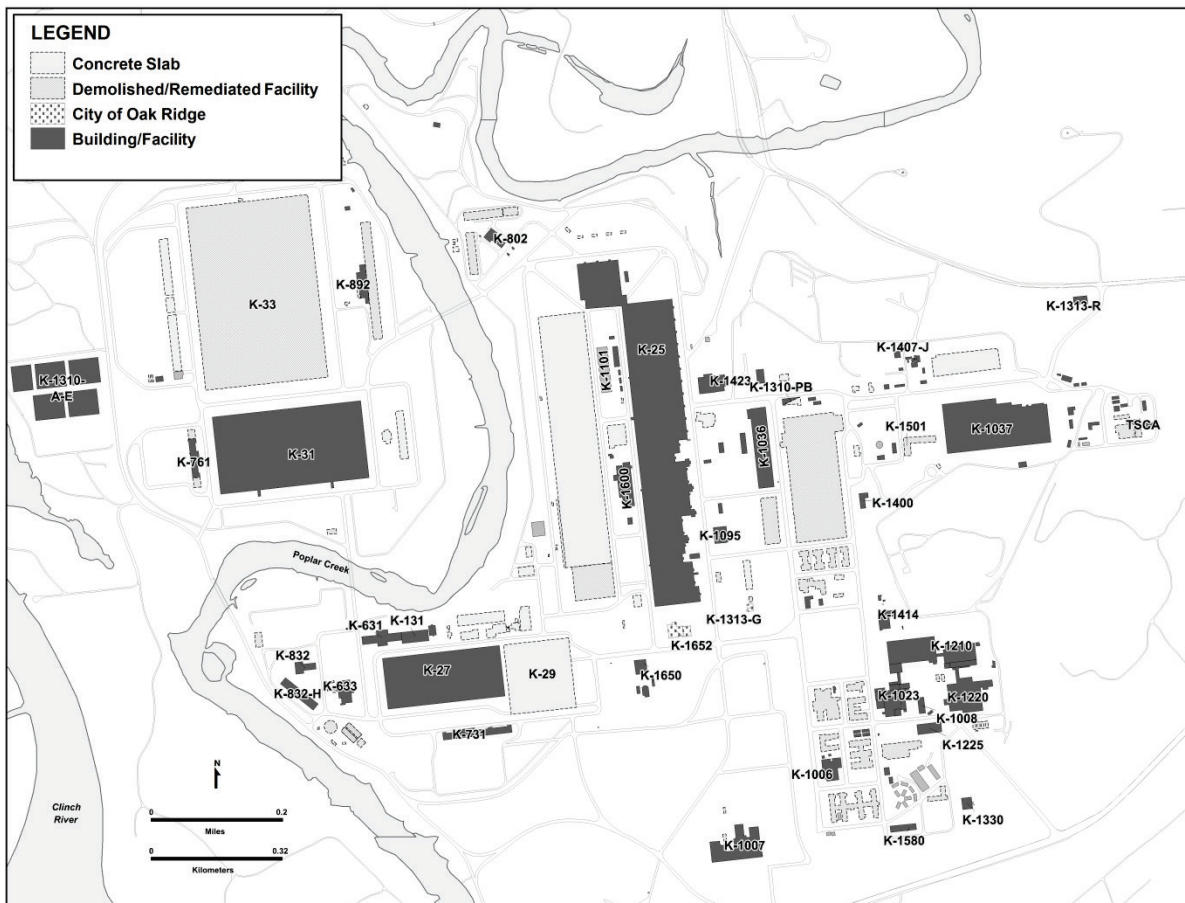 LEGEND
Concrete Slab
Demolished/Remediated Facility
City of Oak Ridge
Building/Facility
K-802
K-33
K-892
K-1313-R
K-25
K-1101
K-1407-J
K-1310-
A-E
K-1423
K-1310-PB
K-1036
K-1501
K-1037
TSCA
K-31
K-761
K-1600
K-1400
K-1095
Poplar Creek
K-131
K-631
K-1313-G
K-1414
K-1652
K-1210
K-832
K-27
K-29
K-1650
K-832-H
K-633
K-1023
K-1220
K-1008
K-731
K-1225
N
K-1006
Clinch
River
0
0.2
Miles
K-1330
K-1580
K-1007
0
0.32
Kilometers